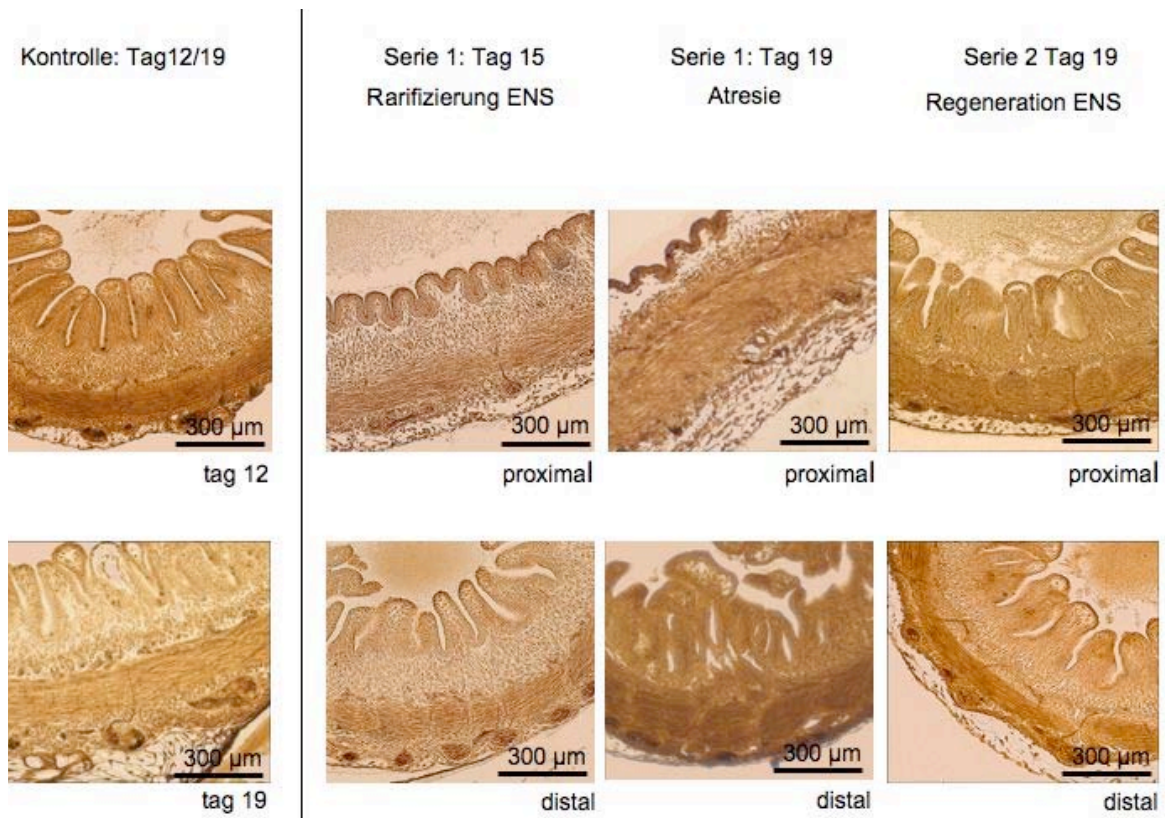 Kontrolle: Tag12/19
Serie 1: Tag 15
Rarifizierung ENS
Serie 1: Tag 19
Atresie
Serie 2 Tag 19
Regeneration ENS
300 µm
300 µm
300 µm
300 µm
tag 12
proximal
proximal
proximal
300 µm
300 µm
300 µm
300 µm
tag 19
distal
distal
distal